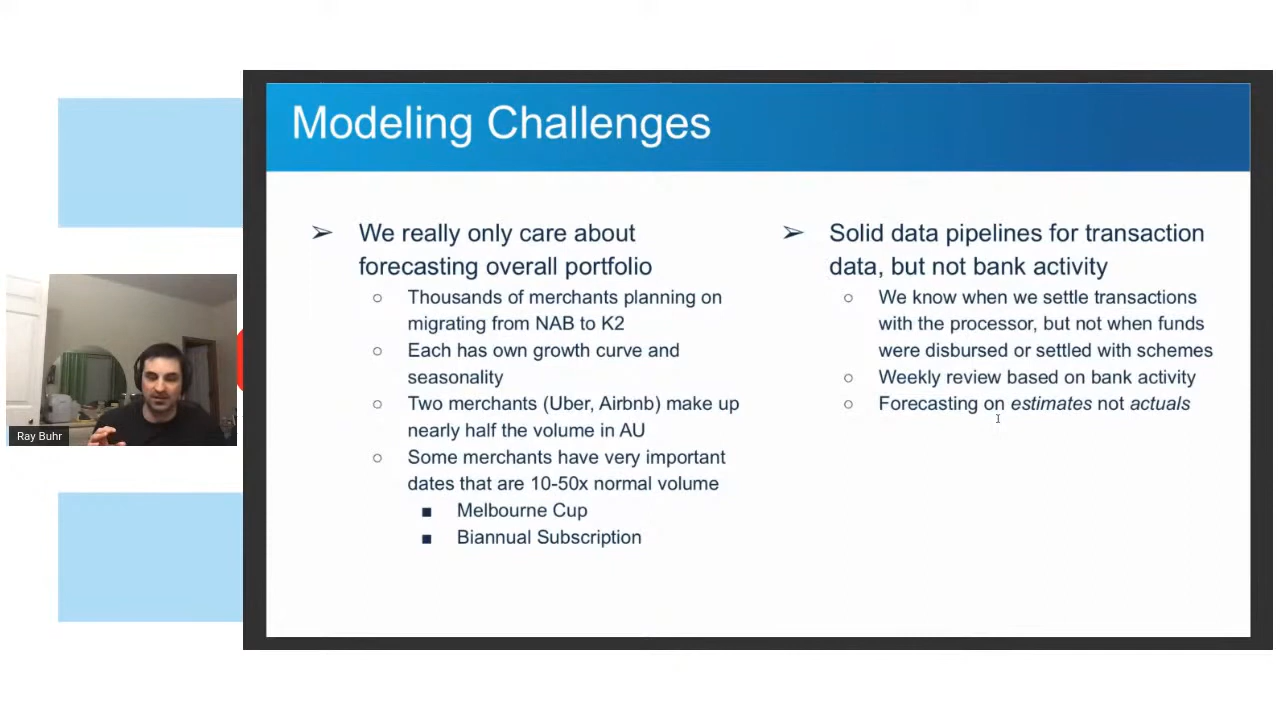 Modeling Challenges
➢ We really only care about
forecasting overall portfolio
○ Thousands of merchants planning on
migrating from NAB to K2
○ Each has own growth curve and
seasonality
○ Two merchants (Uber, Airbnb) make up
nearly half the volume in AU
○ Some merchants have very important
dates that are 10-50x normal volume
■ Melbourne Cup
■ Biannual Subscription
➢ Solid data pipelines for transaction
data, but not bank activity
○ We know when we settle transactions
with the processor, but not when funds
were disbursed or settled with schemes
○ Weekly review based on bank activity
○ Forecasting on estimates not actuals
Ray Buhr